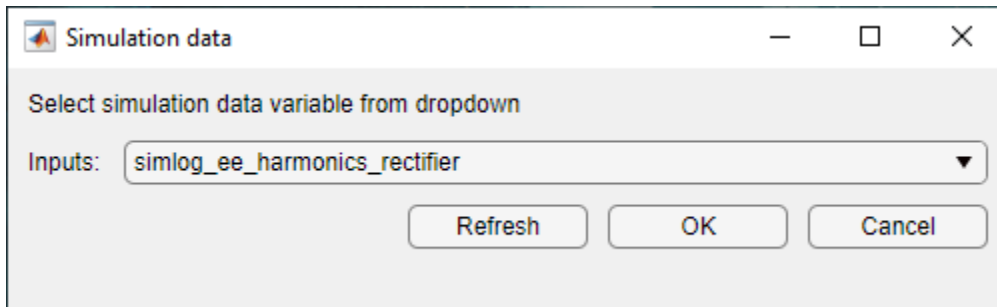 Simulation data
Select simulation data variable from dropdown
Inputs: simlog_ee_harmonics_rectifier
Refresh OK Cancel